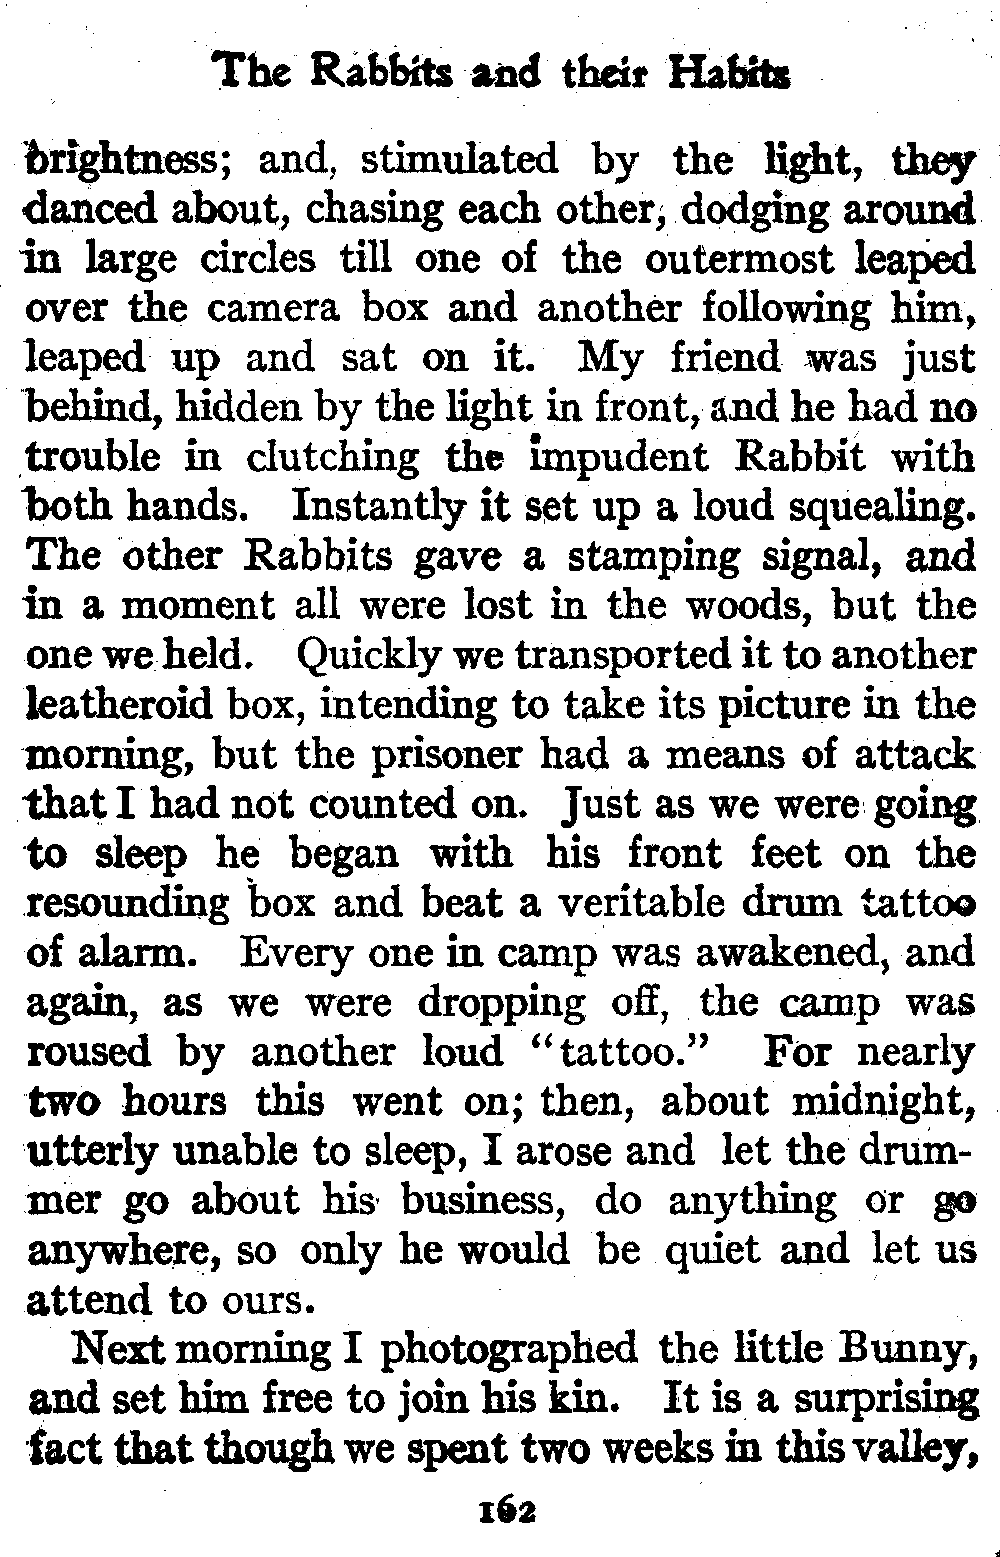 The Rabbits and their Habits
brightness; and, stimulated by the light, they
danced about, chasing each other, dodging around
in large circles till one of the outermost leaped
over the camera box and another following him,
leaped up and sat on it. My friend was just
behind, hidden by the light in front, and he had no
trouble in clutching the impudent Rabbit with
both hands. Instantly it set up a loud squealing.
The other Rabbits gave a stamping signal, and
in a moment all were lost in the woods, but the
one we held. Quickly we transported it to another
leatheroid box, intending to take its picture in the
morning, but the prisoner had a means of attack
that I had not counted on. Just as we were going
to sleep he began with his front feet on the
resounding box and beat a veritable drum tattoo
of alarm. Every one in camp was awakened, and
again, as we were dropping off, the camp was
roused by another loud “tattoo.” For nearly
two hours this went on; then, about midnight,
utterly unable to sleep, I arose and let the drum-
mer go about his business, do anything or go
anywhere, so only he would be quiet and let us
attend to ours.
Next morning I photographed the little Bunny,
and set him free to join his kin. It is a surprising
fact that though we spent two weeks in this valley,
162